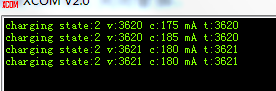 XCOM V2.0
charging state:2 v:3620 c:175 mA t:3620
charging state:2 v:3620 c:185 mA t:3620
charging state:2 v:3621 c:180 mA t:3621
charging state:2 v:3621 c:180 mA t:3621